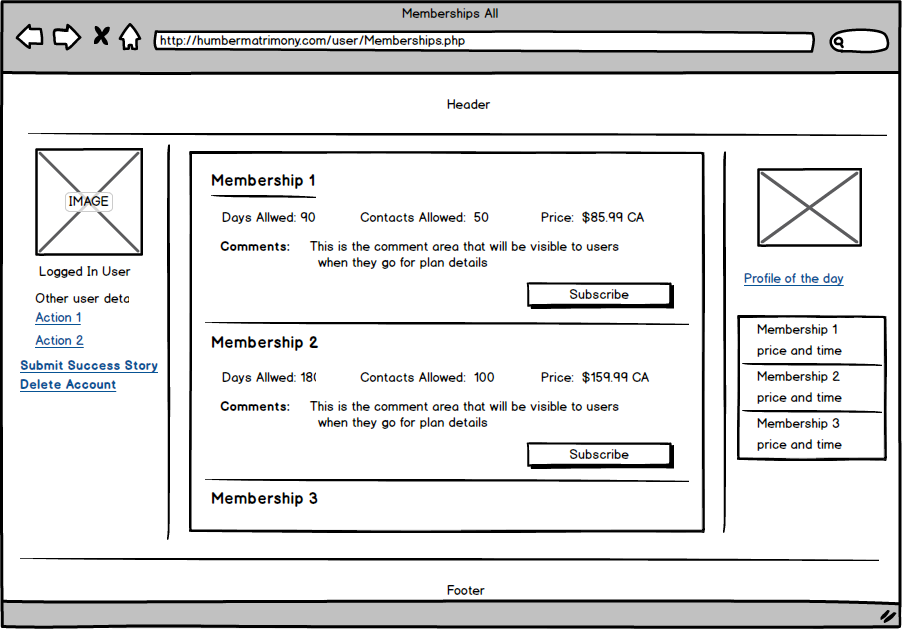 Memberships All
http://humbermatrimony.com/user/Memberships.php
Header
IMAGE
Logged In User
Other user deta
Action 1
Action 2
Submit Success Story
Delete Account
Membership 1
Days Allwed: 90 Contacts Allowed: 50 Price: $85.99 CA
Comments: This is the comment area that will be visible to users
when they go for plan details
Subscribe
Membership 2
Days Allwed: 180 Contacts Allowed: 100 Price: $159.99 CA
Comments: This is the comment area that will be visible to users
when they go for plan details
Subscribe
Membership 3
Profile of the day
Membership 1
price and time
Membership 2
price and time
Membership 3
price and time
Footer